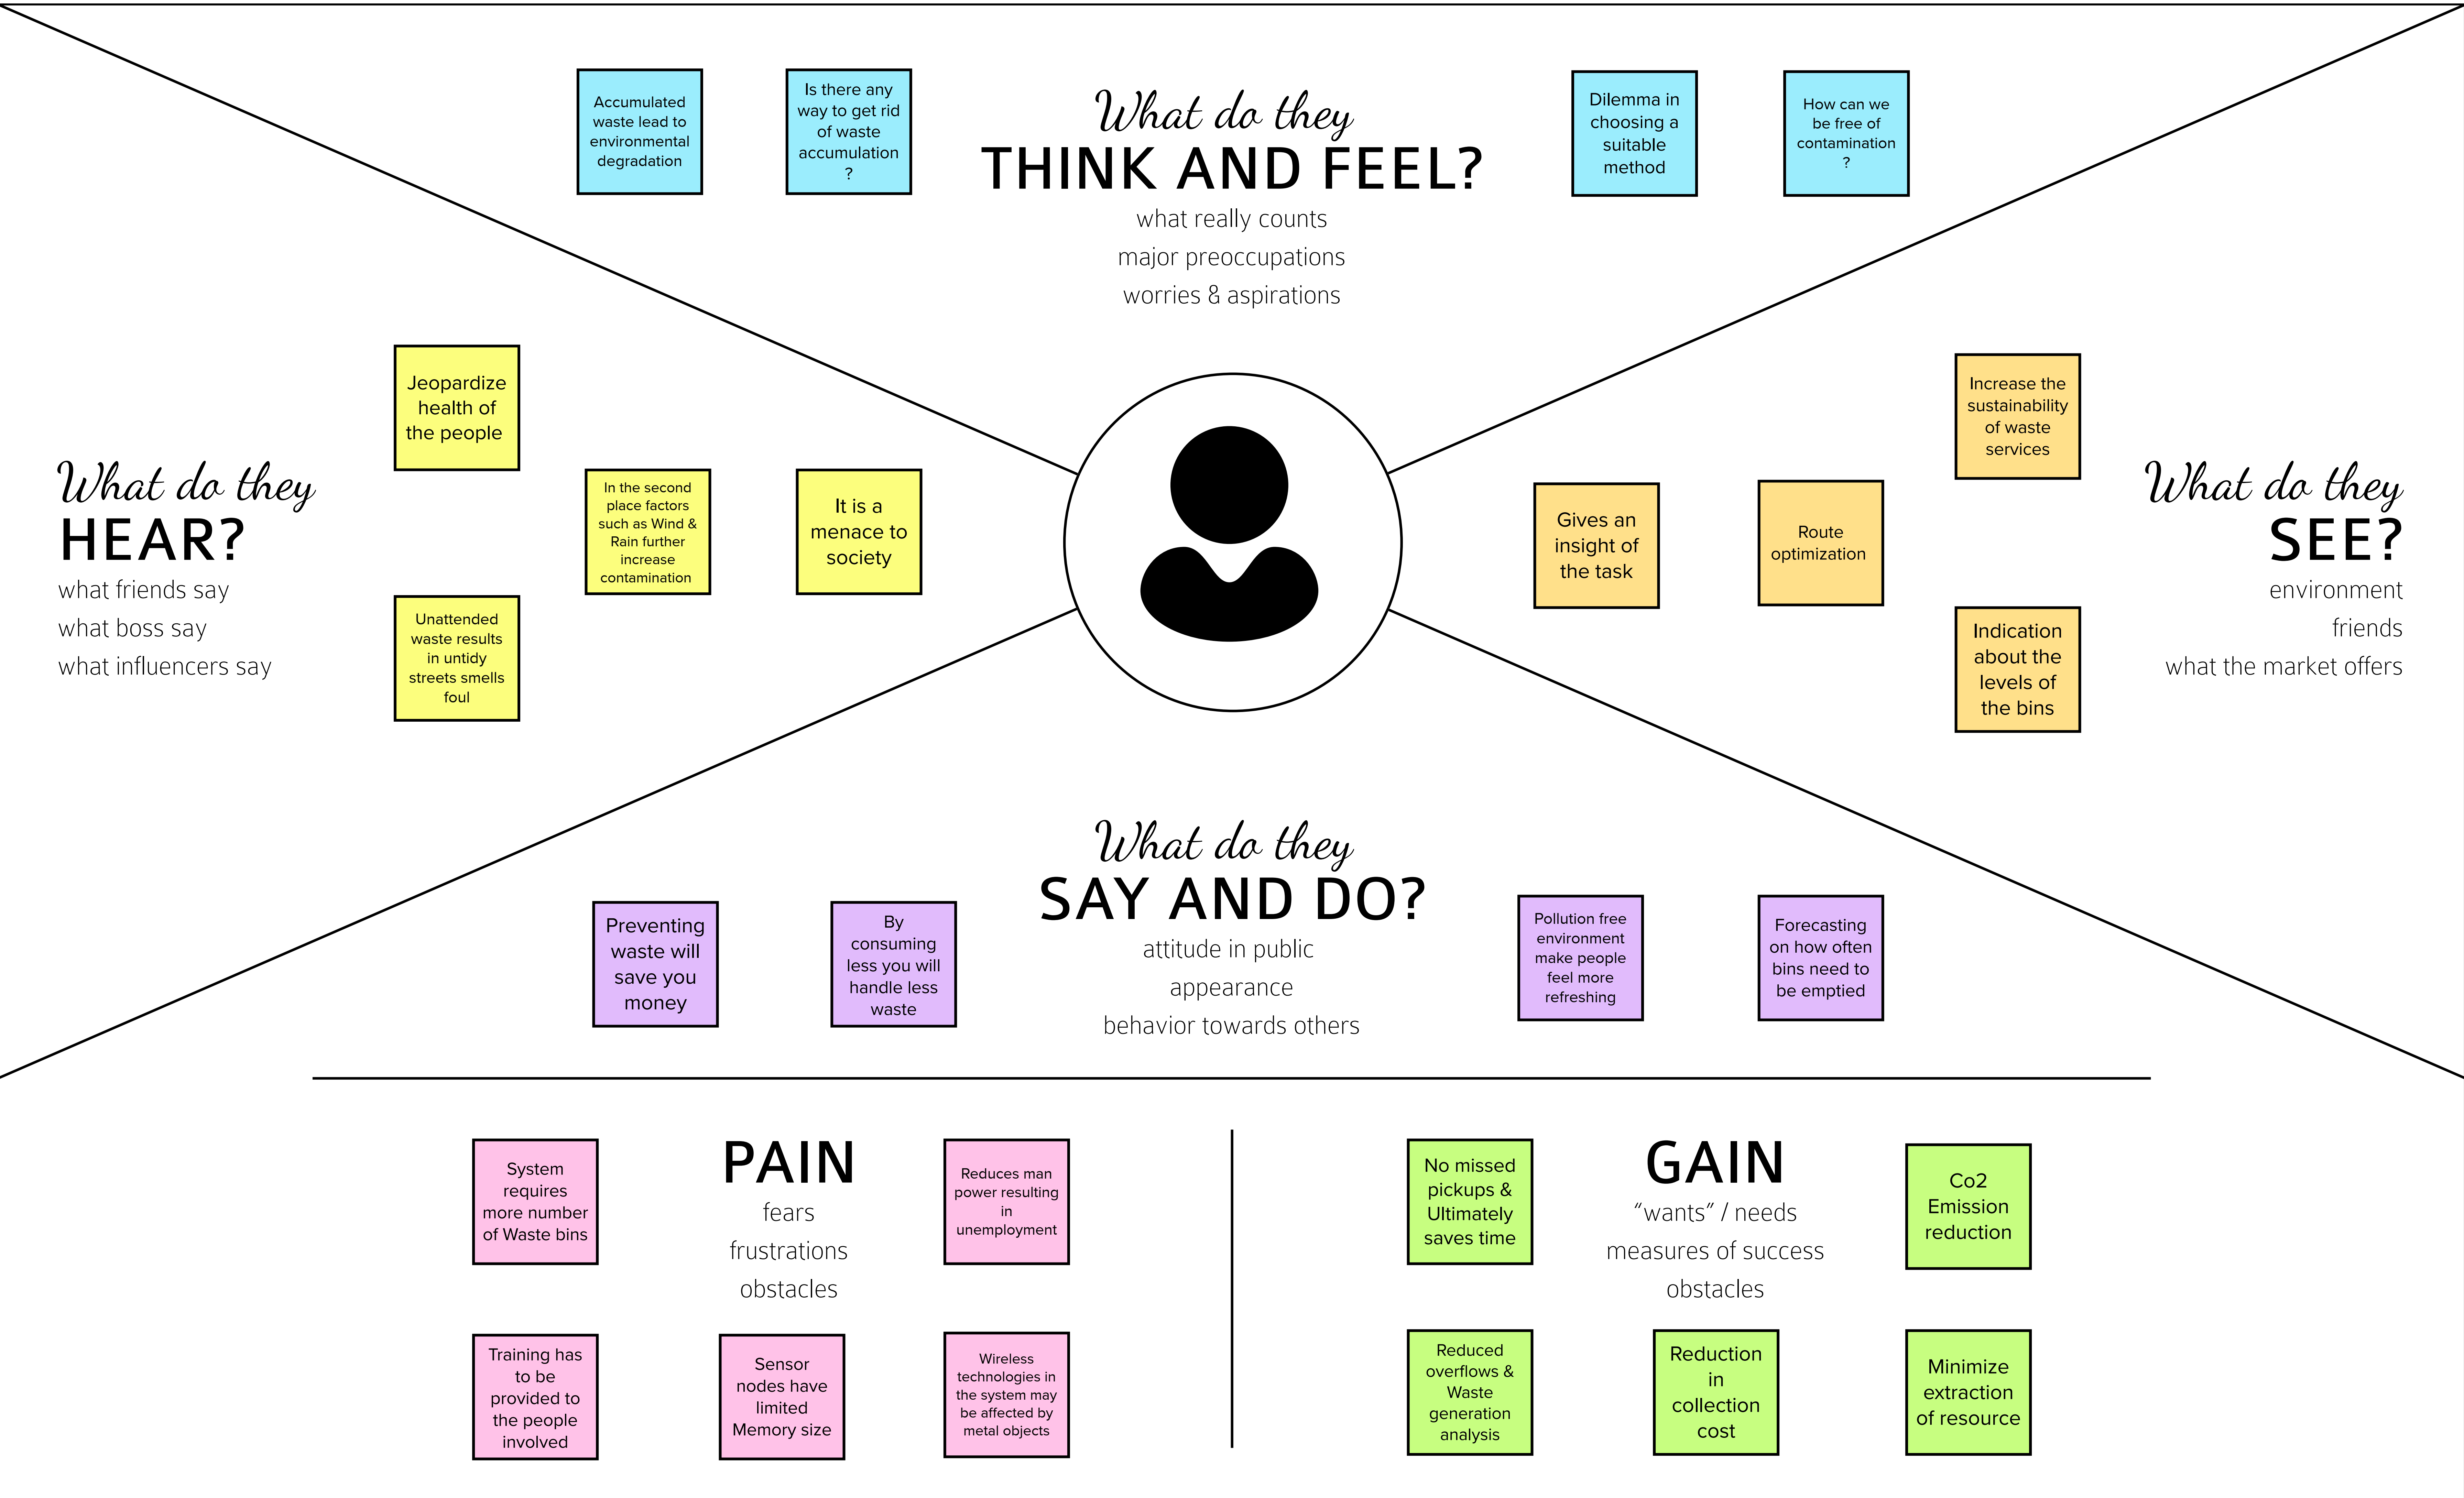 What do they
THINK AND FEEL?
what really counts
major preoccupations
worries & aspirations
Accumulated
waste lead to
environmental
degradation
Is there any
way to get rid
of waste
accumulation
?
Dilemma in
choosing a
suitable
method
How can we
be free of
contamination
?
What do they
HEAR?
what friends say
what boss say
what influencers say
Jeopardize
health of
the people
In the second
place factors
such as Wind &
Rain further
increase
contamination
It is a
menace to
society
Unattended
waste results
in untidy
streets smells
foul
What do they
SEE?
environment
friends
what the market offers
Gives an
insight of
the task
Route
optimization
Increase the
sustainability
of waste
services
Indication
about the
levels of
the bins
What do they
SAY AND DO?
attitude in public
appearance
behavior towards others
Preventing
waste will
save you
money
By
consuming
less you will
handle less
waste
Pollution free
environment
make people
feel more
refreshing
Forecasting
on how often
bins need to
be emptied
PAIN
fears
frustrations
obstacles
System
requires
more number
of Waste bins
Reduces man
power resulting
in
unemployment
Training has
to be
provided to
the people
involved
Sensor
nodes have
limited
Memory size
Wireless
technologies in
the system may
be affected by
metal objects
GAIN
“wants” / needs
measures of success
obstacles
No missed
pickups &
Ultimately
saves time
Co2
Emission
reduction
Reduced
overflows &
Waste
generation
analysis
Reduction
in
collection
cost
Minimize
extraction
of resource